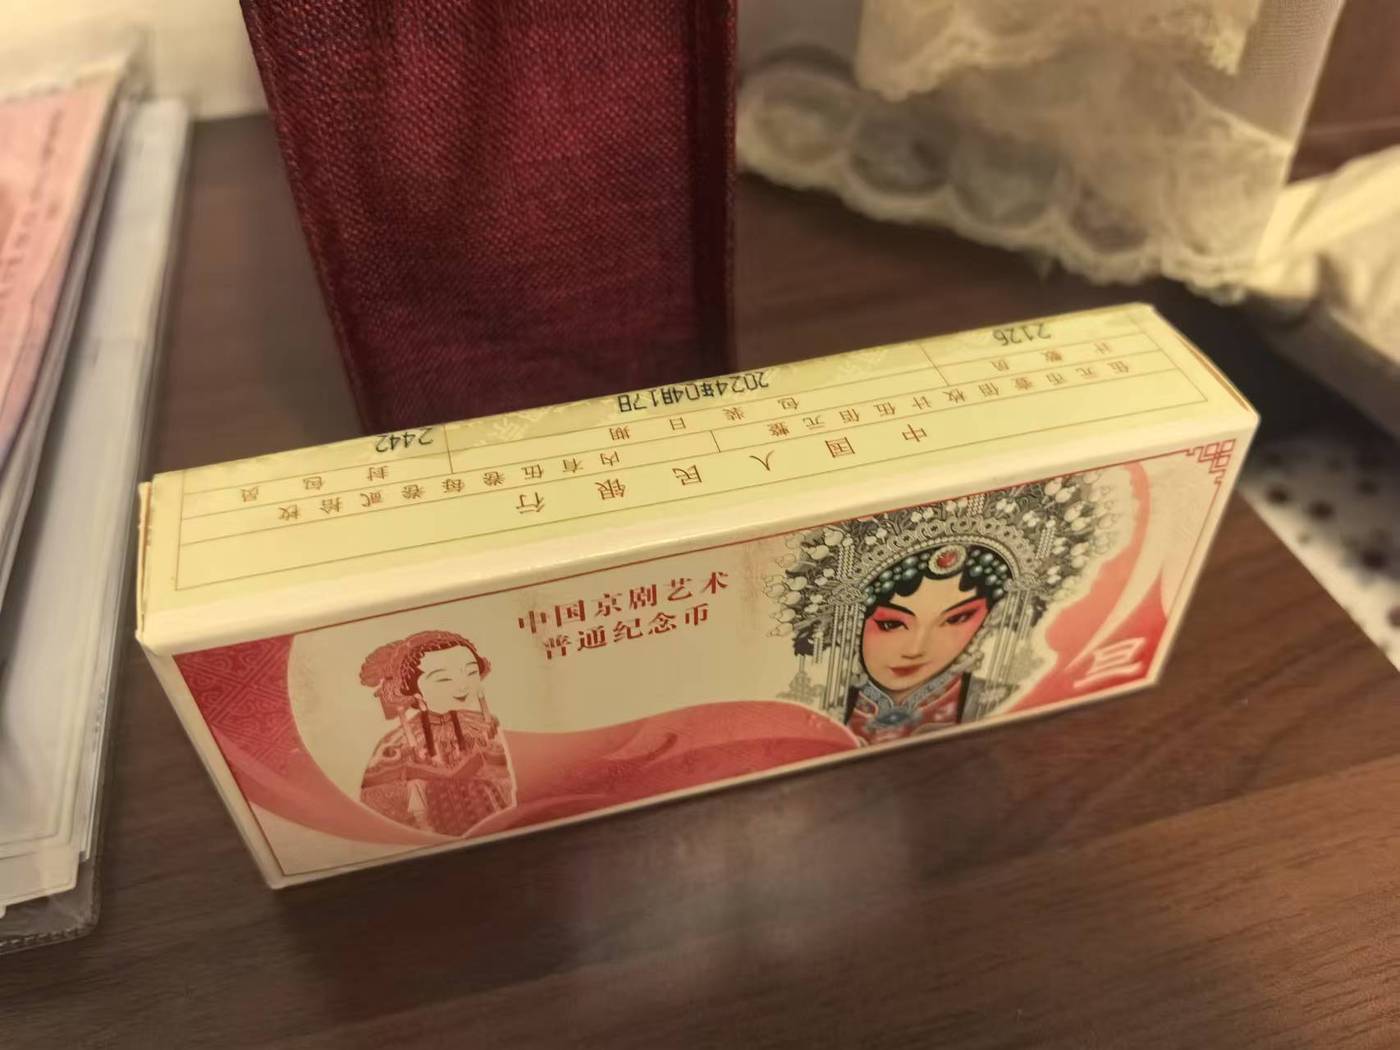 中国人民银行
伍元币壹佰枚计伍佰元整 内有伍卷每卷贰拾枚
计数员 包装日期 封包员
2126 2024年04月17日 2442
中国京剧艺术
普通纪念币
旦